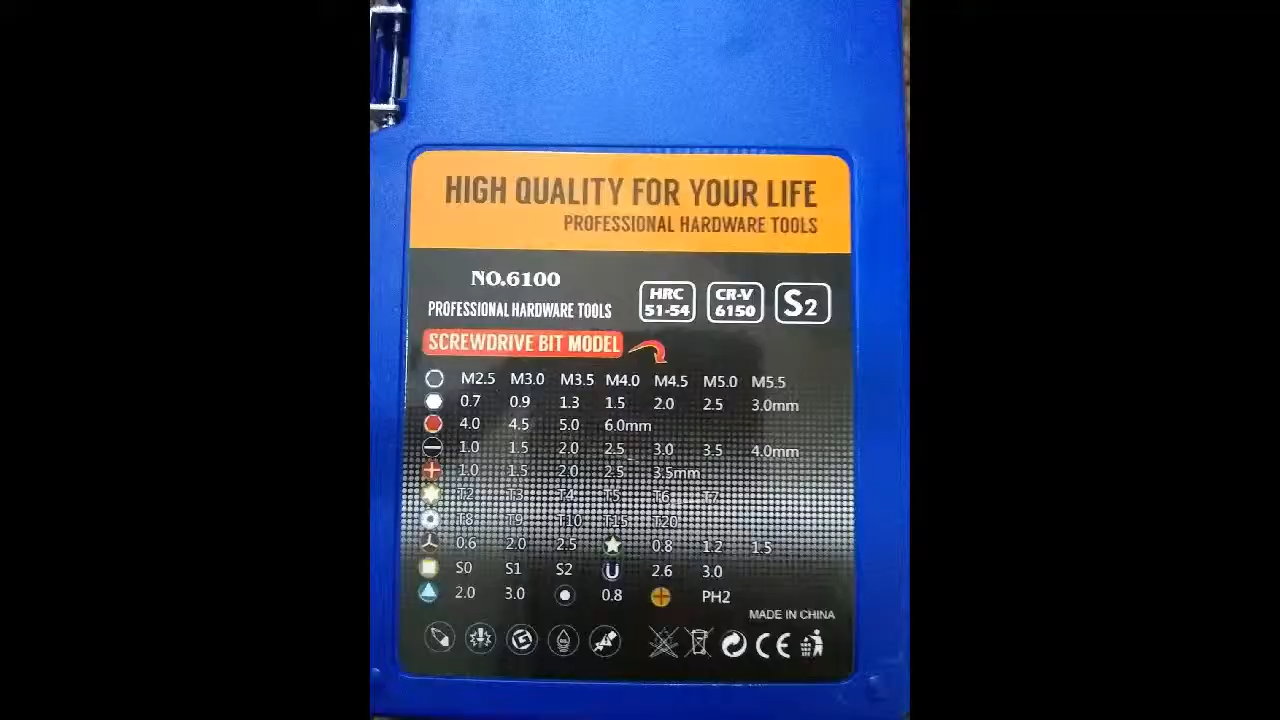 HIGH QUALITY FOR YOUR LIFE
PROFESSIONAL HARDWARE TOOLS
NO.6100
PROFESSIONAL HARDWARE TOOLS
HRC 51-54
CR-V 6150
S2
SCREWDRIVE BIT MODEL
M2.5 M3.0 M3.5 M4.0 M4.5 M5.0 M5.5
0.7 0.9 1.3 1.5 2.0 2.5 3.0mm
4.0 4.5 5.0 6.0mm
1.0 1.5 2.0 2.5 3.0 3.5 4.0mm
1.0 1.5 2.0 2.5 3.5mm
T2 T3 T4 T5 T6 T7
T8 T9 T10 T15 T20
0.6 2.0 2.5 0.8 1.2 1.5
S0 S1 S2 U 2.6 3.0
2.0 3.0 0.8 PH2
MADE IN CHINA
CE